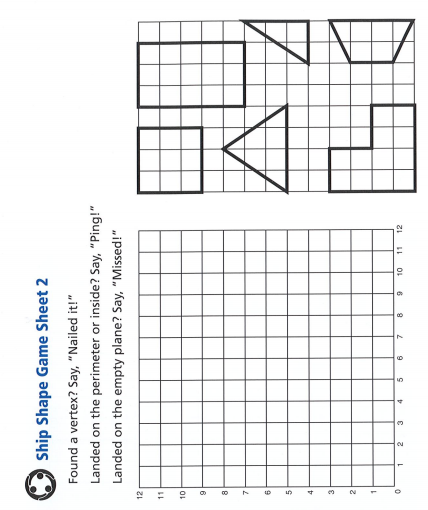 Ship Shape Game Sheet 2
Found a vertex? Say, “Nailed it!”
Landed on the perimeter or inside? Say, “Ping!”
Landed on the empty plane? Say, “Missed!”
12
11
10
9
8
7
6
5
4
3
2
1
0
1 2 3 4 5 6 7 8 9 10 11 12